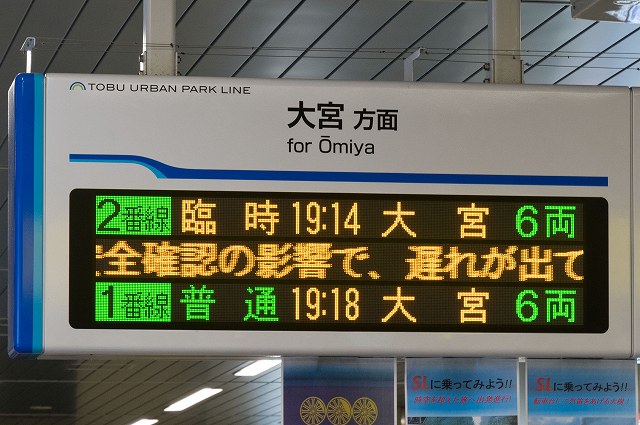 TOBU URBAN PARK LINE
大宮 方面
for Ōmiya
2番線 臨時 19:14 大宮 6両
全確認の影響で、遅れが出て
1番線 普通 19:18 大宮 6両
SLに乗ってみよう!!
SLに乗ってみよう!!